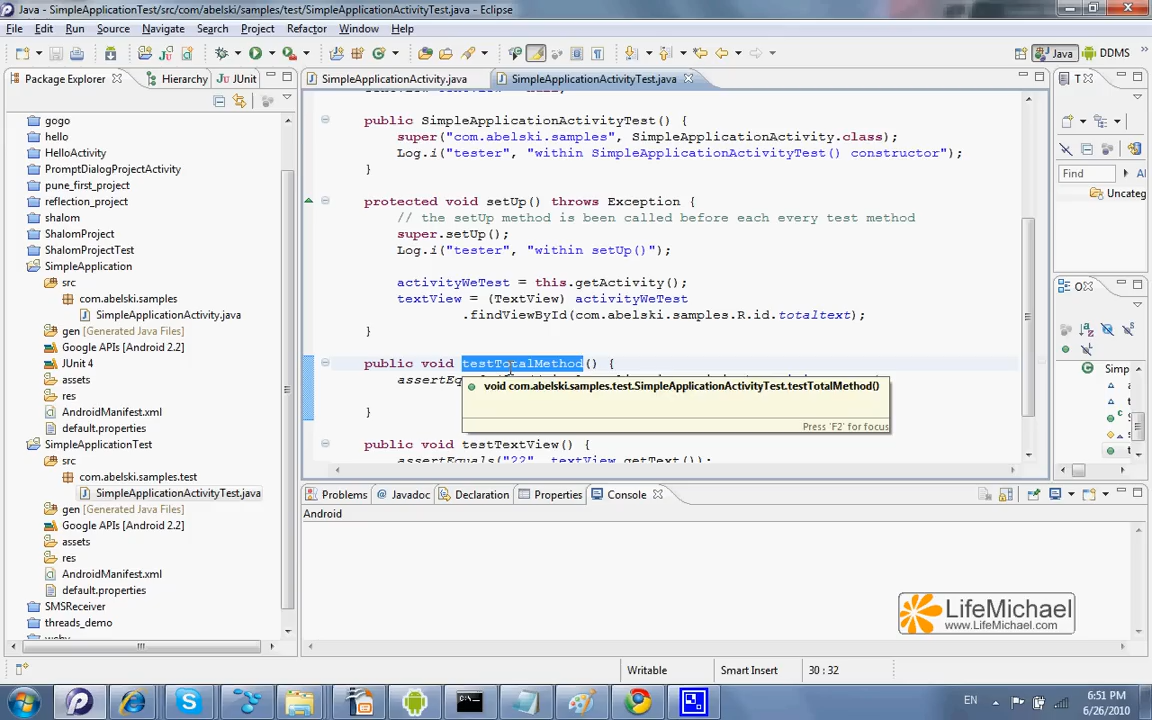 Java - SimpleApplicationTest/src/com/abelski/samples/test/SimpleApplicationActivityTest.java - Eclipse
File Edit Run Source Navigate Search Project Refactor Window Help
Java DDMS
Package Explorer Hierarchy JUnit
SimpleApplicationActivity.java SimpleApplicationActivityTest.java
gogo
hello
HelloActivity
PromptDialogProjectActivity
pune_first_project
reflection_project
shalom
ShalomProject
ShalomProjectTest
SimpleApplication
src
com.abelski.samples
SimpleApplicationActivity.java
gen [Generated Java Files]
Google APIs [Android 2.2]
JUnit 4
assets
res
AndroidManifest.xml
default.properties
SimpleApplicationTest
src
com.abelski.samples.test
SimpleApplicationActivityTest.java
gen [Generated Java Files]
Google APIs [Android 2.2]
assets
res
AndroidManifest.xml
default.properties
SMSReceiver
threads_demo
public SimpleApplicationActivityTest() {
super("com.abelski.samples", SimpleApplicationActivity.class);
Log.i("tester", "within SimpleApplicationActivityTest() constructor");
}
protected void setUp() throws Exception {
// the setUp method is been called before each every test method
super.setUp();
Log.i("tester", "within setUp()");
activityWeTest = this.getActivity();
textView = (TextView) activityWeTest
.findViewById(com.abelski.samples.R.id.totaltext);
}
public void testTotalMethod() {
assertEq
void com.abelski.samples.test.SimpleApplicationActivityTest.testTotalMethod()
Press 'F2' for focus
}
public void testTextView() {
assertEquals("22", textView.getText());
T
Find Al
Uncateg
O
Simp
Problems Javadoc Declaration Properties Console
Android
LifeMichael
www.LifeMichael.com
Writable Smart Insert 30 : 32
EN 6:51 PM
6/26/2010